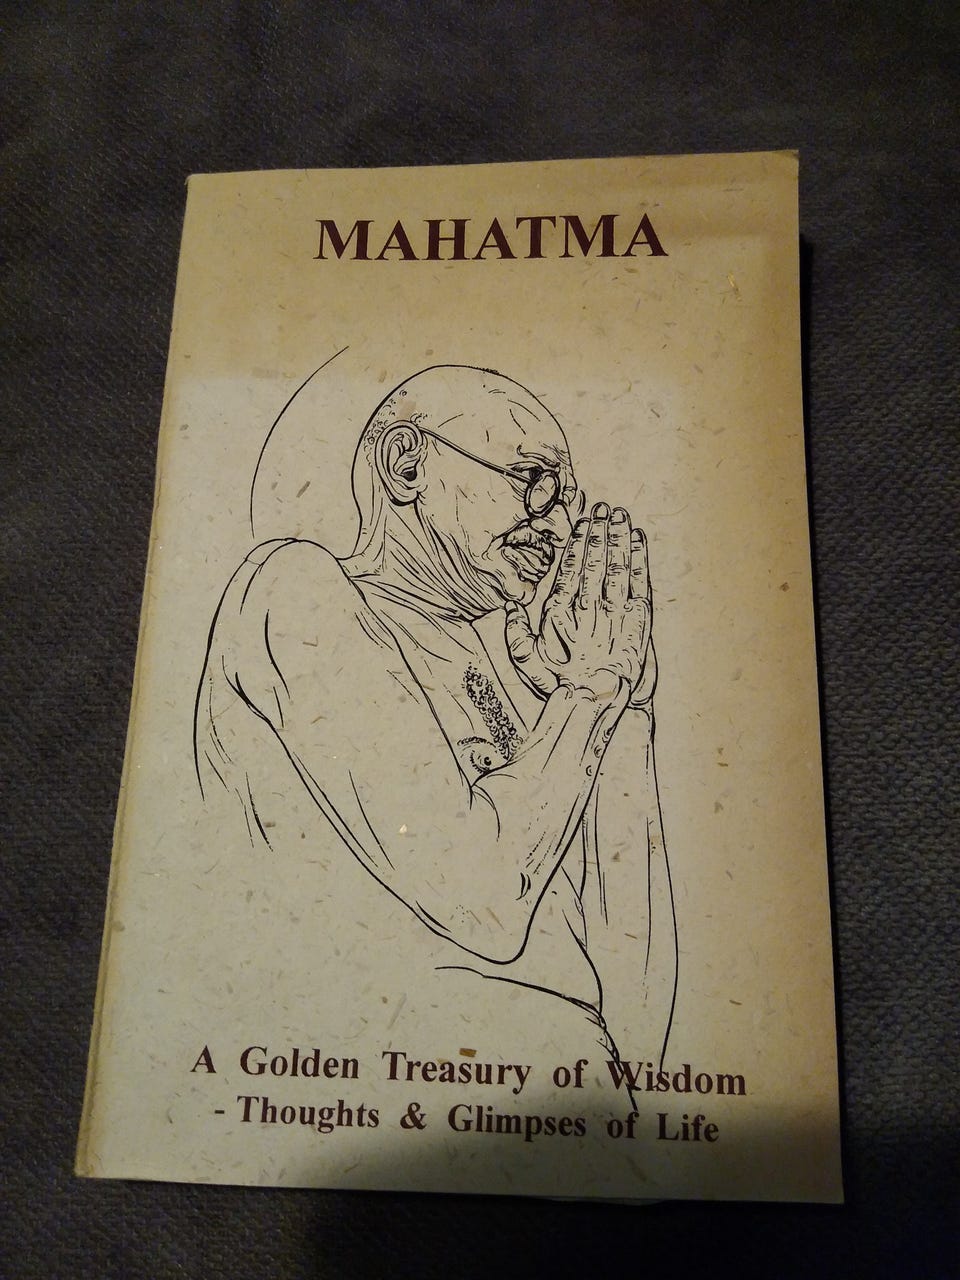 MAHATMA
A Golden Treasury of Wisdom
- Thoughts & Glimpses of Life